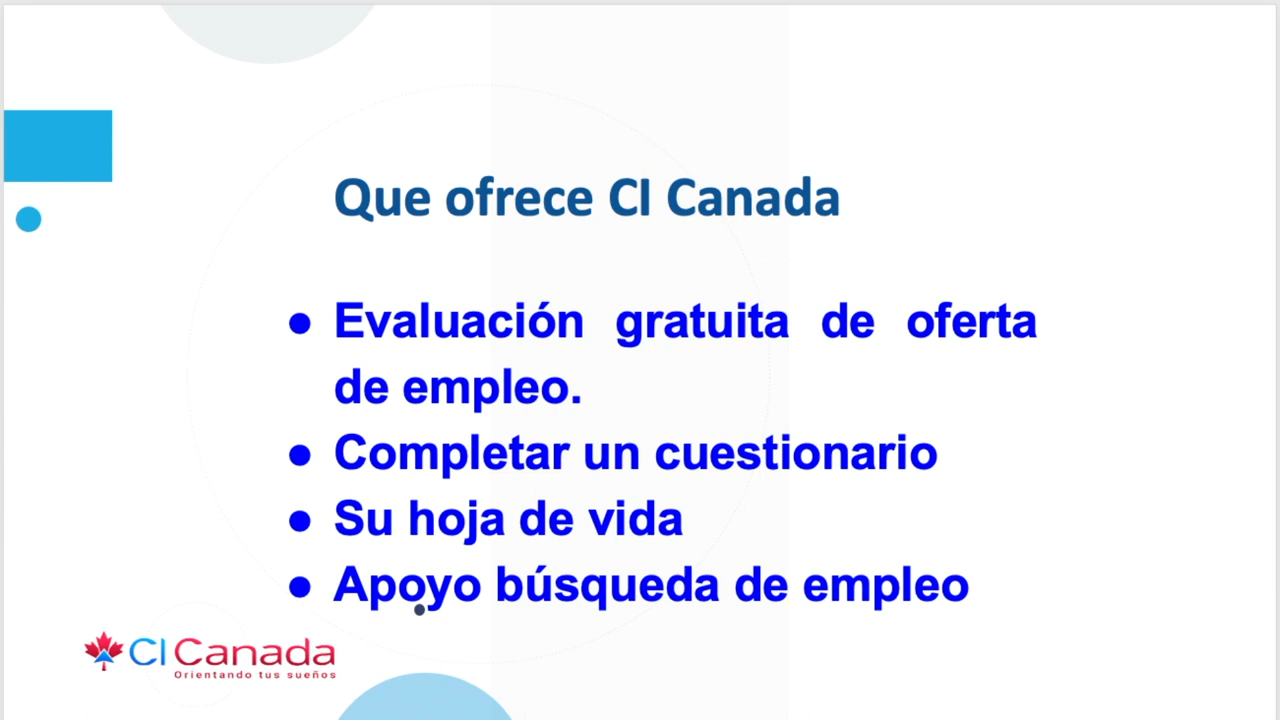 Que ofrece CI Canada
● Evaluación gratuita de oferta
de empleo.
● Completar un cuestionario
● Su hoja de vida
● Apoyo búsqueda de empleo
CI Canada
Orientando tus sueños